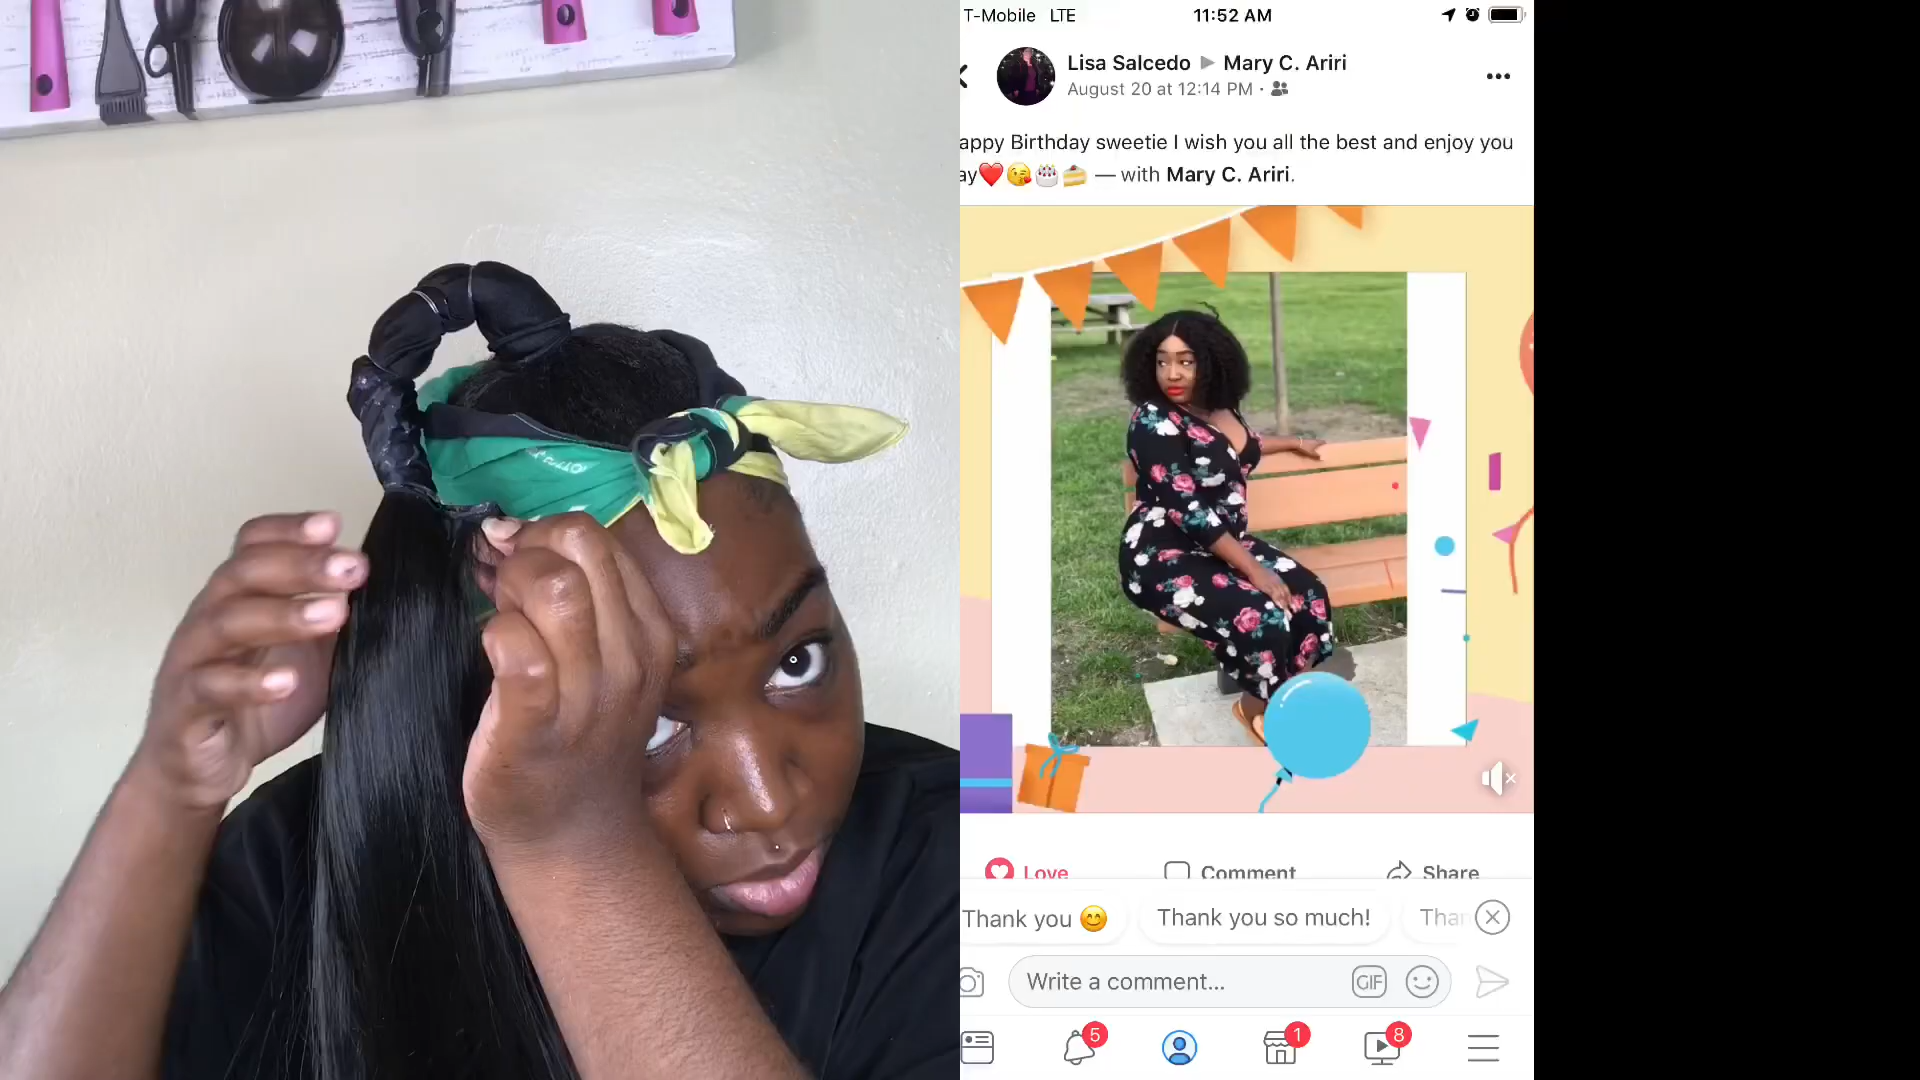 T-Mobile LTE 11:52 AM
Lisa Salcedo ▶ Mary C. Ariri
August 20 at 12:14 PM ·
appy Birthday sweetie I wish you all the best and enjoy you
ay❤️😘🎂🍰 — with Mary C. Ariri.
Love Comment Share
Thank you 😊 Thank you so much! Than
Write a comment... GIF
5 1 8